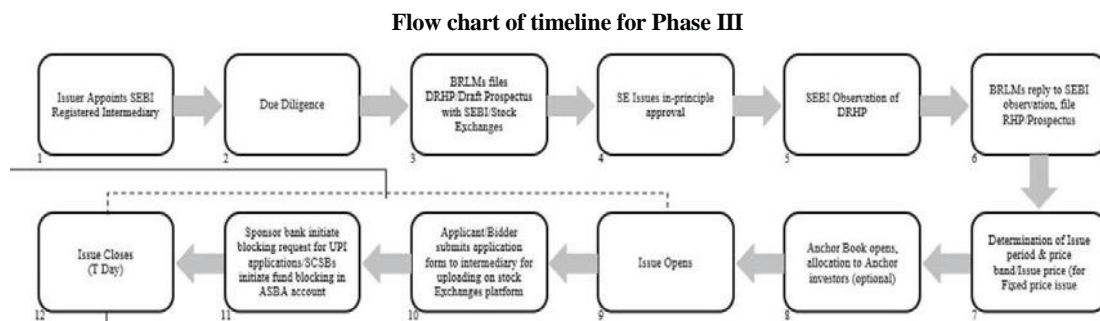 Flow chart of timeline for Phase III
Issuer Appoints SEBI
Registered Intermediary
1
Due Diligence
2
BRLMs files
DRHP/Draft Prospectus
with SEBI/Stock
Exchanges
3
SE Issues in-principle
approval
4
SEBI Observation of
DRHP
5
BRLMs reply to SEBI
observation, file
RHP/Prospectus
6
Determination of Issue
period & price
band/Issue price (for
Fixed price issue
7
Anchor Book opens,
allocation to Anchor
investors (optional)
8
Issue Opens
9
Applicant/Bidder
submits application
form to intermediary for
uploading on stock
Exchanges platform
10
Sponsor bank initiate
blocking request for UPI
applications/SCSBs
initiate fund blocking in
ASBA account
11
Issue Closes
(T Day)
12